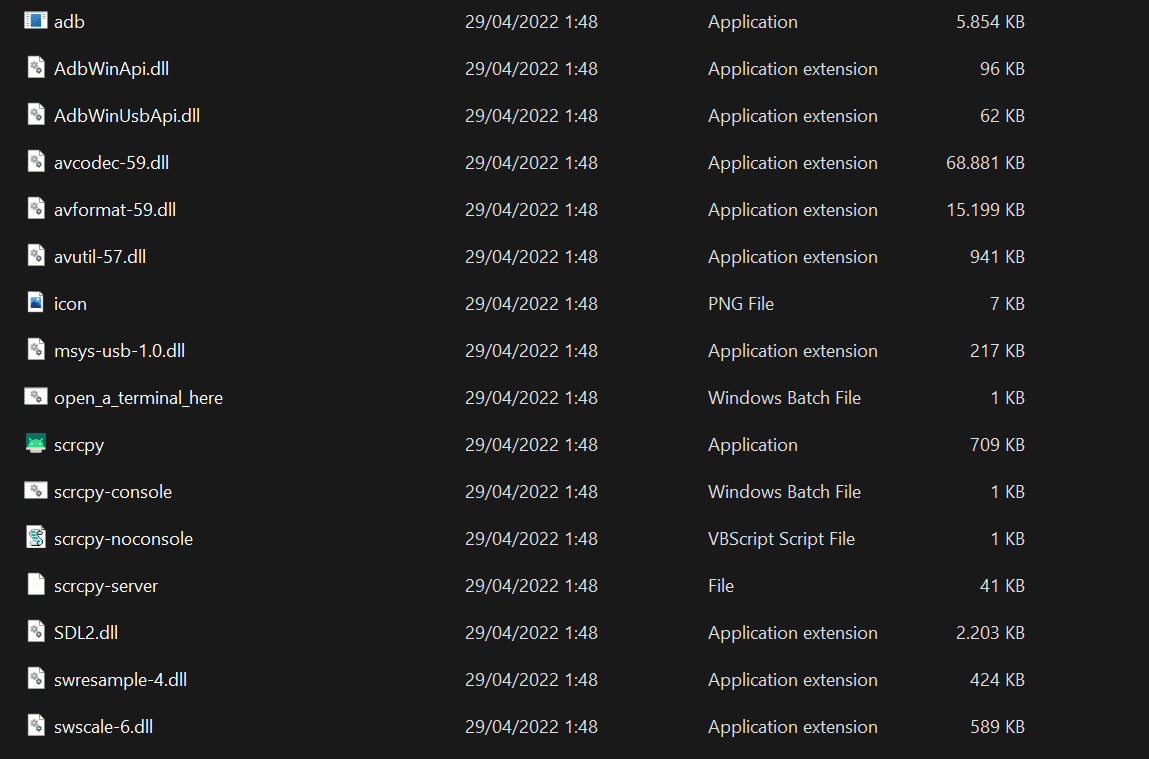 adb 29/04/2022 1:48 Application 5.854 KB
AdbWinApi.dll 29/04/2022 1:48 Application extension 96 KB
AdbWinUsbApi.dll 29/04/2022 1:48 Application extension 62 KB
avcodec-59.dll 29/04/2022 1:48 Application extension 68.881 KB
avformat-59.dll 29/04/2022 1:48 Application extension 15.199 KB
avutil-57.dll 29/04/2022 1:48 Application extension 941 KB
icon 29/04/2022 1:48 PNG File 7 KB
msys-usb-1.0.dll 29/04/2022 1:48 Application extension 217 KB
open_a_terminal_here 29/04/2022 1:48 Windows Batch File 1 KB
scrcpy 29/04/2022 1:48 Application 709 KB
scrcpy-console 29/04/2022 1:48 Windows Batch File 1 KB
scrcpy-noconsole 29/04/2022 1:48 VBScript Script File 1 KB
scrcpy-server 29/04/2022 1:48 File 41 KB
SDL2.dll 29/04/2022 1:48 Application extension 2.203 KB
swresample-4.dll 29/04/2022 1:48 Application extension 424 KB
swscale-6.dll 29/04/2022 1:48 Application extension 589 KB